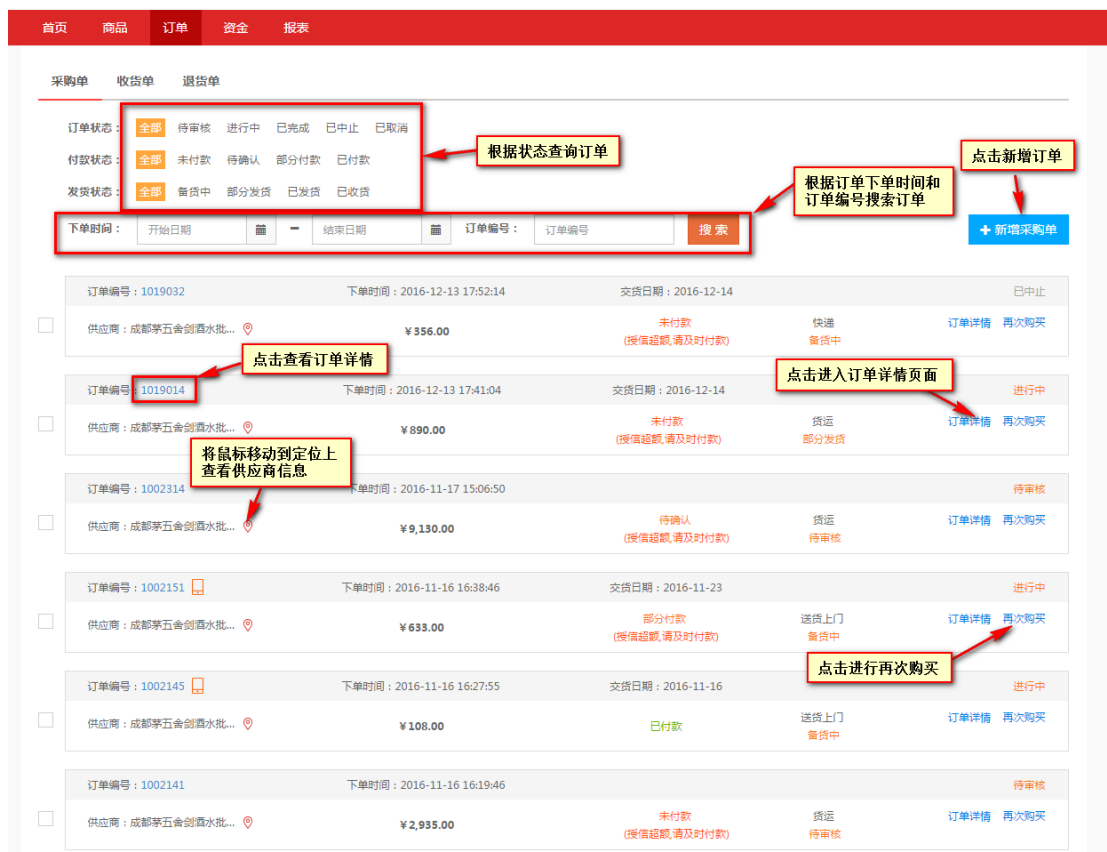 首页 商品 订单 资金 报表
采购单 收货单 退货单
订单状态： 全部 待审核 进行中 已完成 已中止 已取消
付款状态： 全部 未付款 待确认 部分付款 已付款
发货状态： 全部 备货中 部分发货 已发货 已收货
根据状态查询订单
点击新增订单
根据订单下单时间和
订单编号搜索订单
下单时间： 开始日期 － 结束日期 订单编号： 订单编号 搜 索
+ 新增采购单
订单编号：1019032 下单时间：2016-12-13 17:52:14 交货日期：2016-12-14 已中止
供应商：成都茅五舍剑酒水批... ￥356.00 未付款 快递 订单详情 再次购买
(授信超额,请及时付款) 备货中
点击查看订单详情
点击进入订单详情页面
订单编号：1019014 下单时间：2016-12-13 17:41:04 交货日期：2016-12-14 进行中
供应商：成都茅五舍剑酒水批... ￥890.00 未付款 货运 订单详情 再次购买
(授信超额,请及时付款) 部分发货
将鼠标移动到定位上
查看供应商信息
订单编号：1002314 下单时间：2016-11-17 15:06:50 待审核
供应商：成都茅五舍剑酒水批... ￥9,130.00 待确认 货运 订单详情 再次购买
(授信超额,请及时付款) 待审核
订单编号：1002151 下单时间：2016-11-16 16:38:46 交货日期：2016-11-23 进行中
供应商：成都茅五舍剑酒水批... ￥633.00 部分付款 送货上门 订单详情 再次购买
(授信超额,请及时付款) 备货中
点击进行再次购买
订单编号：1002145 下单时间：2016-11-16 16:27:55 交货日期：2016-11-16 进行中
供应商：成都茅五舍剑酒水批... ￥108.00 已付款 送货上门 订单详情 再次购买
备货中
订单编号：1002141 下单时间：2016-11-16 16:19:46 待审核
供应商：成都茅五舍剑酒水批... ￥2,935.00 未付款 货运 订单详情 再次购买
(授信超额,请及时付款) 待审核